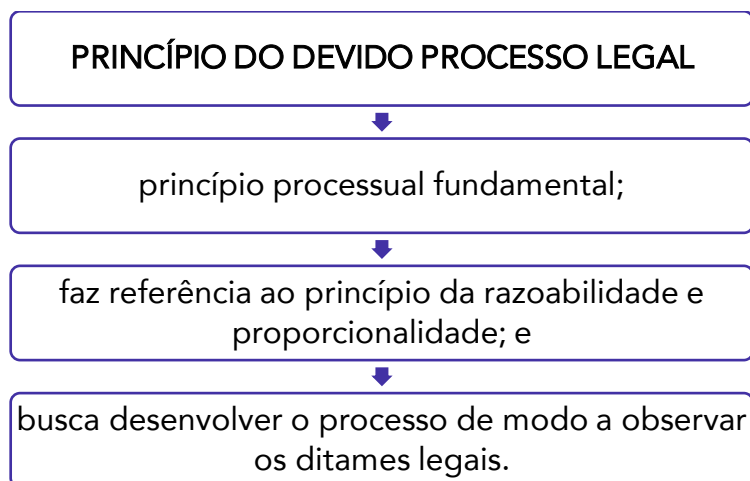 PRINCÍPIO DO DEVIDO PROCESSO LEGAL
princípio processual fundamental;
faz referência ao princípio da razoabilidade e
proporcionalidade; e
busca desenvolver o processo de modo a observar
os ditames legais.